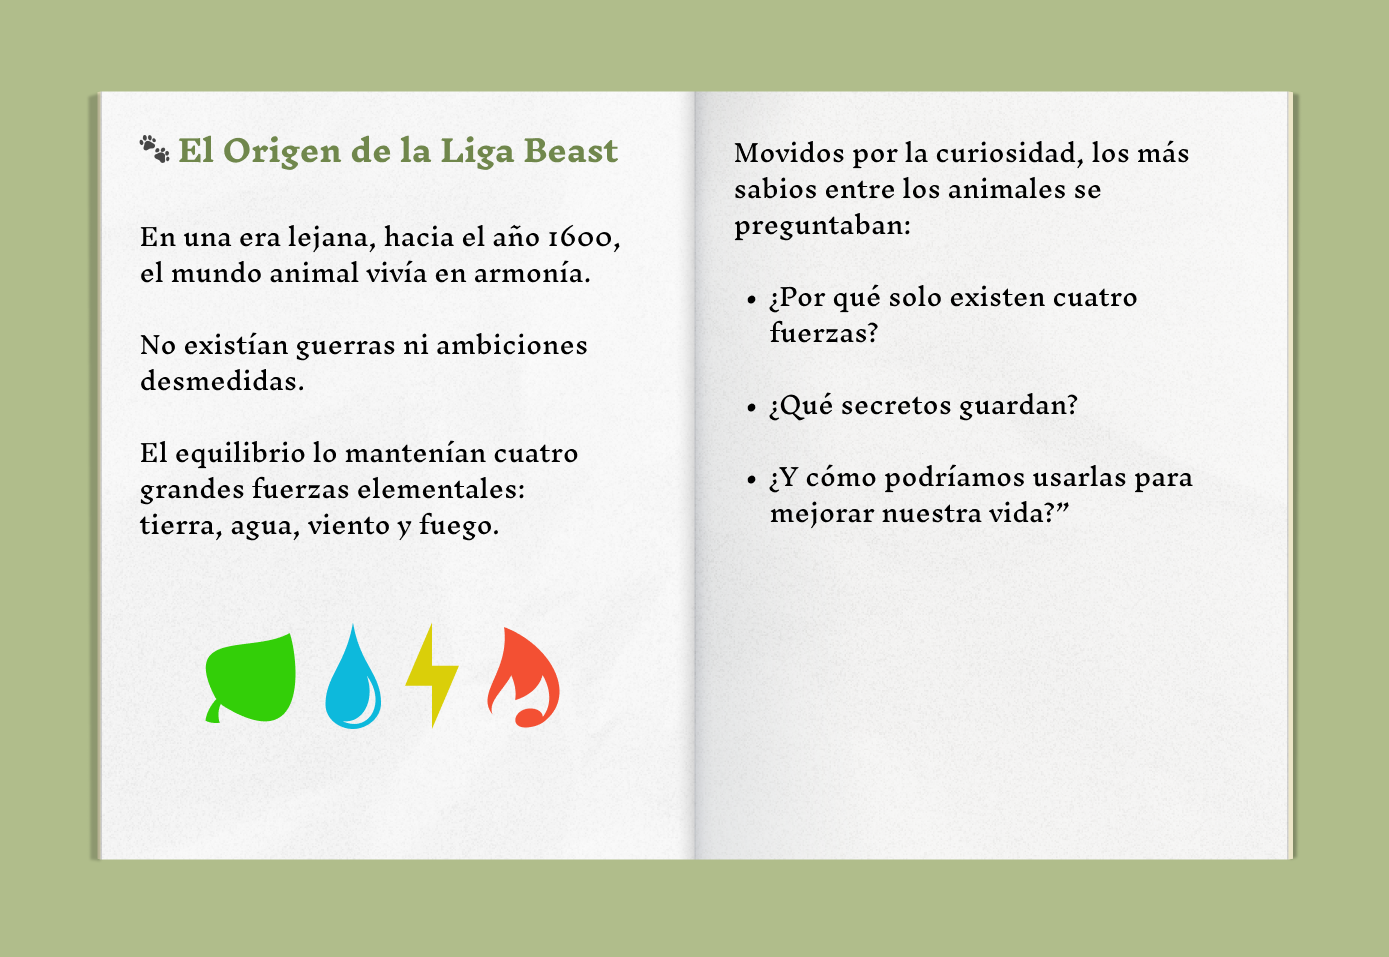 El Origen de la Liga Beast
En una era lejana, hacia el año 1600,
el mundo animal vivía en armonía.
No existían guerras ni ambiciones
desmedidas.
El equilibrio lo mantenían cuatro
grandes fuerzas elementales:
tierra, agua, viento y fuego.
Movidos por la curiosidad, los más
sabios entre los animales se
preguntaban:
• ¿Por qué solo existen cuatro
fuerzas?
• ¿Qué secretos guardan?
• ¿Y cómo podríamos usarlas para
mejorar nuestra vida?”